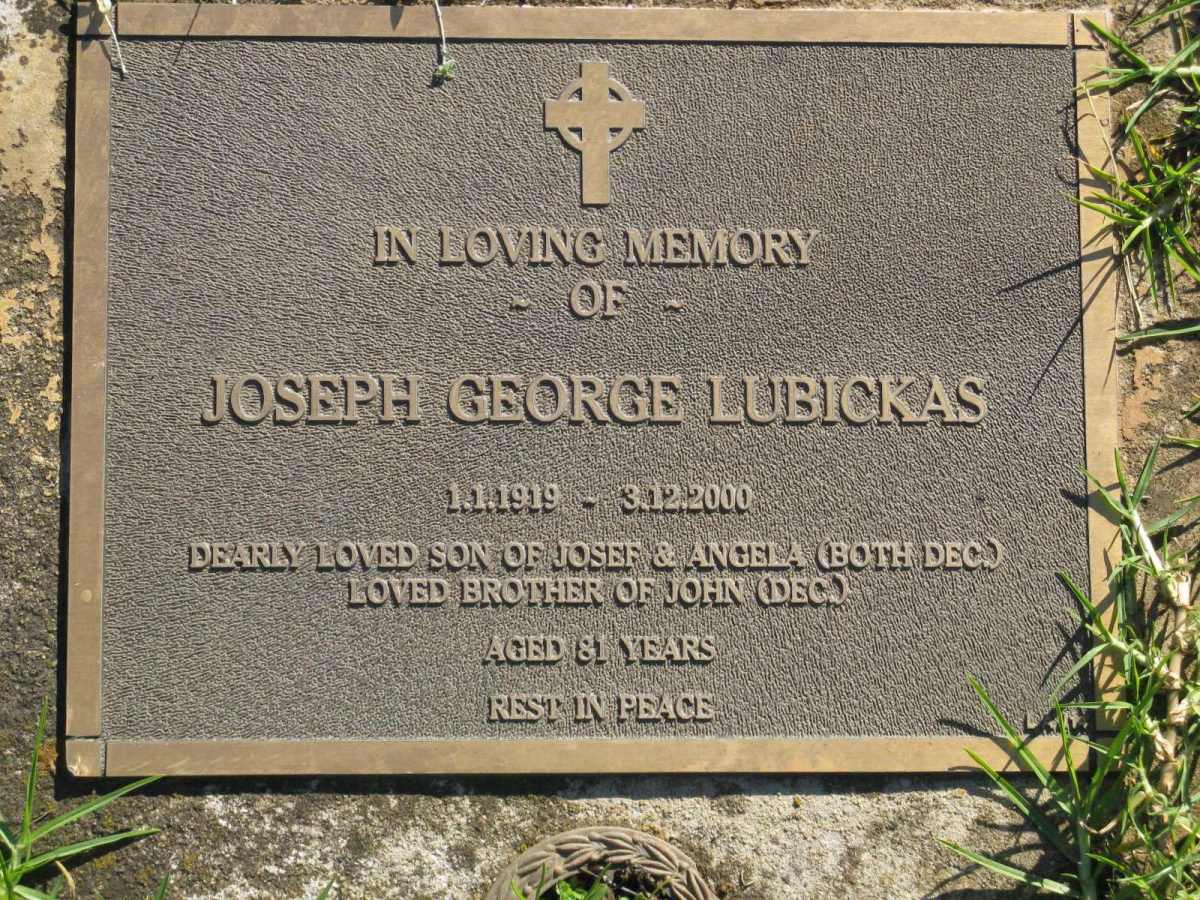 IN LOVING MEMORY
~ OF ~
JOSEPH GEORGE LUBICKAS
1.1.1919 ~ 3.12.2000
DEARLY LOVED SON OF JOSEF & ANGELA (BOTH DEC.)
LOVED BROTHER OF JOHN (DEC.)
AGED 81 YEARS
REST IN PEACE